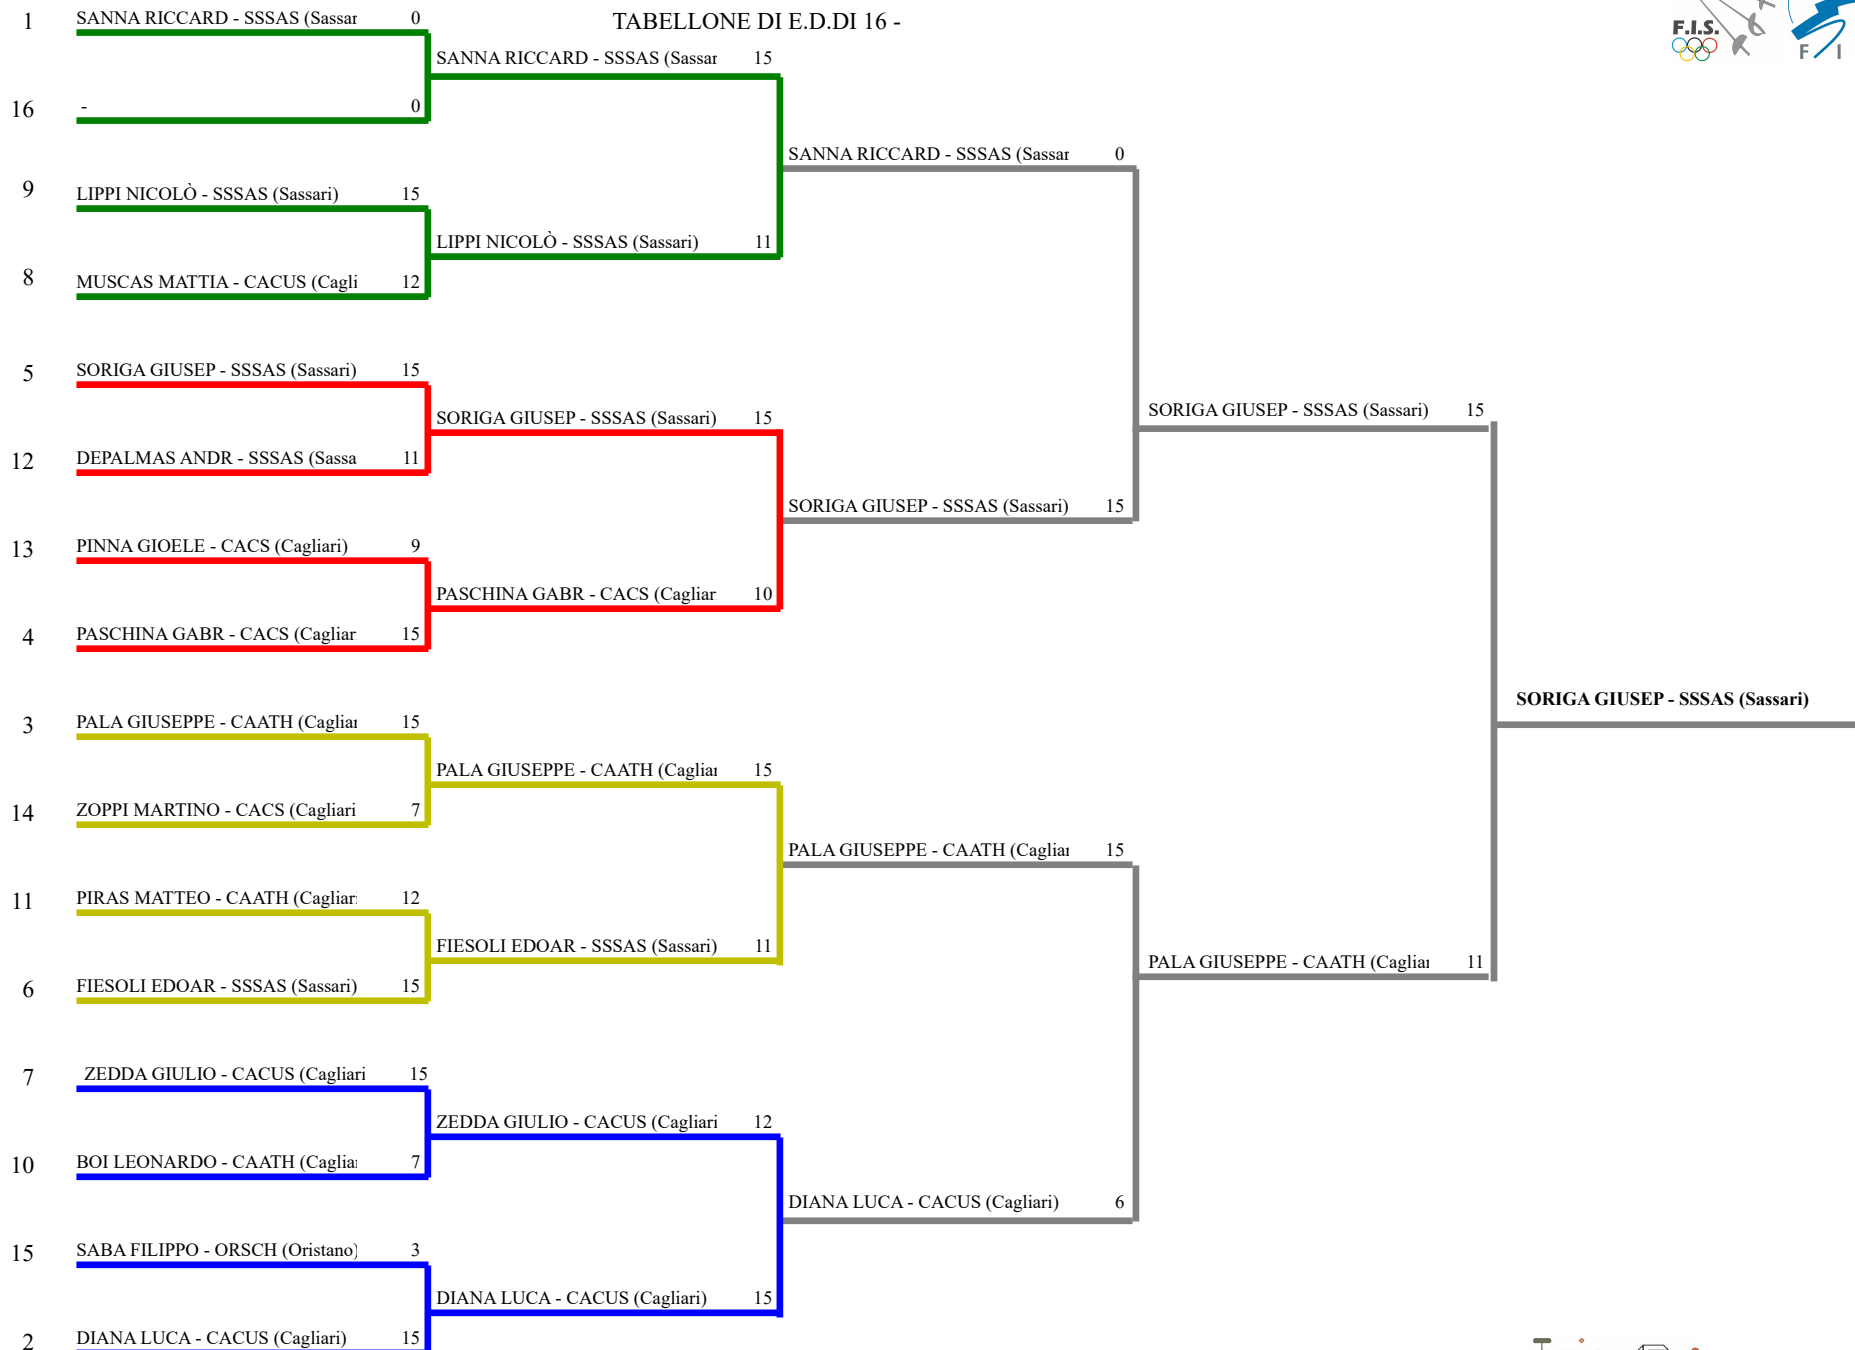 TABELLONE DI E.D.DI 16 -
F.I.S.
F I
1 SANNA RICCARD - SSSAS (Sassar 0
SANNA RICCARD - SSSAS (Sassar 15
16 - 0
SANNA RICCARD - SSSAS (Sassar 0
9 LIPPI NICOLÒ - SSSAS (Sassari) 15
LIPPI NICOLÒ - SSSAS (Sassari) 11
8 MUSCAS MATTIA - CACUS (Cagli 12
5 SORIGA GIUSEP - SSSAS (Sassari) 15
SORIGA GIUSEP - SSSAS (Sassari) 15
SORIGA GIUSEP - SSSAS (Sassari) 15
12 DEPALMAS ANDR - SSSAS (Sassa 11
SORIGA GIUSEP - SSSAS (Sassari) 15
13 PINNA GIOELE - CACS (Cagliari) 9
PASCHINA GABR - CACS (Cagliar 10
4 PASCHINA GABR - CACS (Cagliar 15
SORIGA GIUSEP - SSSAS (Sassari)
3 PALA GIUSEPPE - CAATH (Cagliar 15
PALA GIUSEPPE - CAATH (Cagliar 15
14 ZOPPI MARTINO - CACS (Cagliari 7
PALA GIUSEPPE - CAATH (Cagliar 15
11 PIRAS MATTEO - CAATH (Cagliar 12
FIESOLI EDOAR - SSSAS (Sassari) 11
PALA GIUSEPPE - CAATH (Cagliar 11
6 FIESOLI EDOAR - SSSAS (Sassari) 15
7 ZEDDA GIULIO - CACUS (Cagliari 15
ZEDDA GIULIO - CACUS (Cagliari 12
10 BOI LEONARDO - CAATH (Cagliar 7
DIANA LUCA - CACUS (Cagliari) 6
15 SABA FILIPPO - ORSCH (Oristano) 3
DIANA LUCA - CACUS (Cagliari) 15
2 DIANA LUCA - CACUS (Cagliari) 15